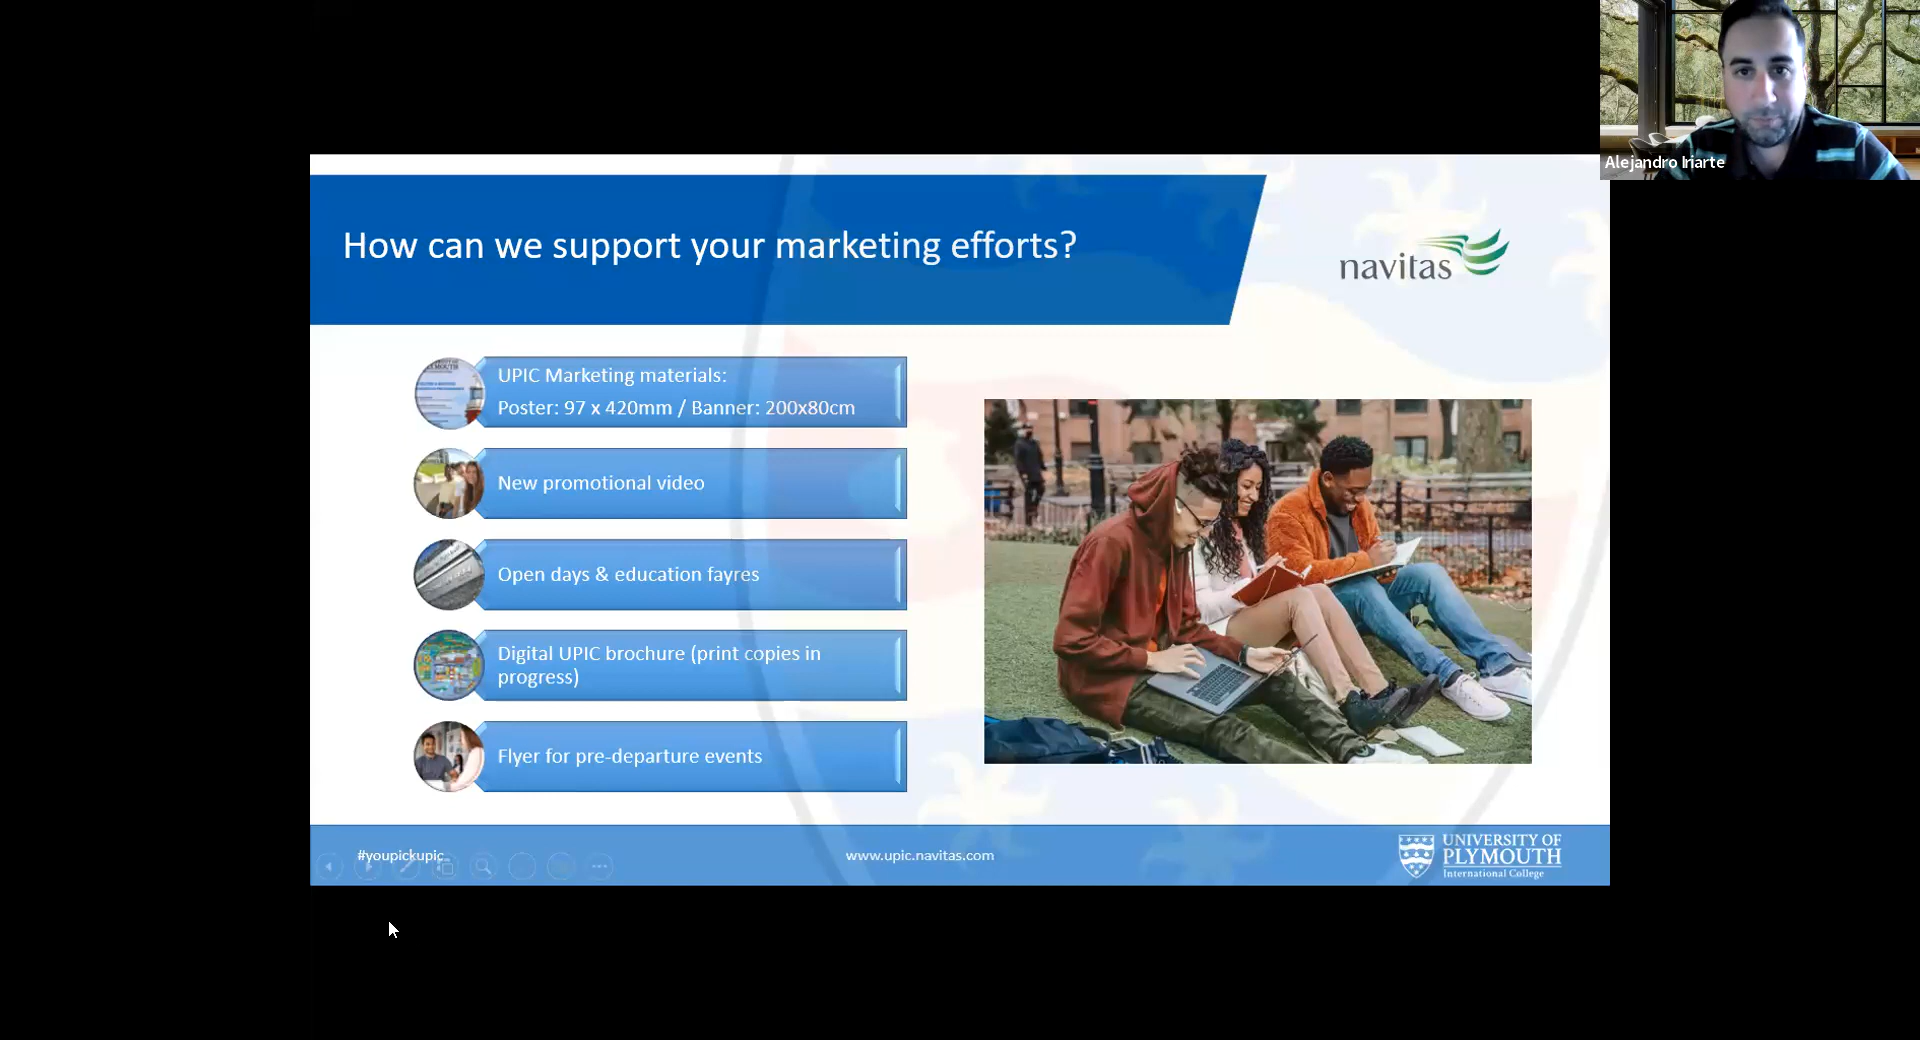 Alejandro Iriarte
How can we support your marketing efforts?
navitas
UPIC Marketing materials:
Poster: 97 x 420mm / Banner: 200x80cm
New promotional video
Open days & education fayres
Digital UPIC brochure (print copies in
progress)
Flyer for pre-departure events
#youpickupic
www.upic.navitas.com
UNIVERSITY OF
PLYMOUTH
International College